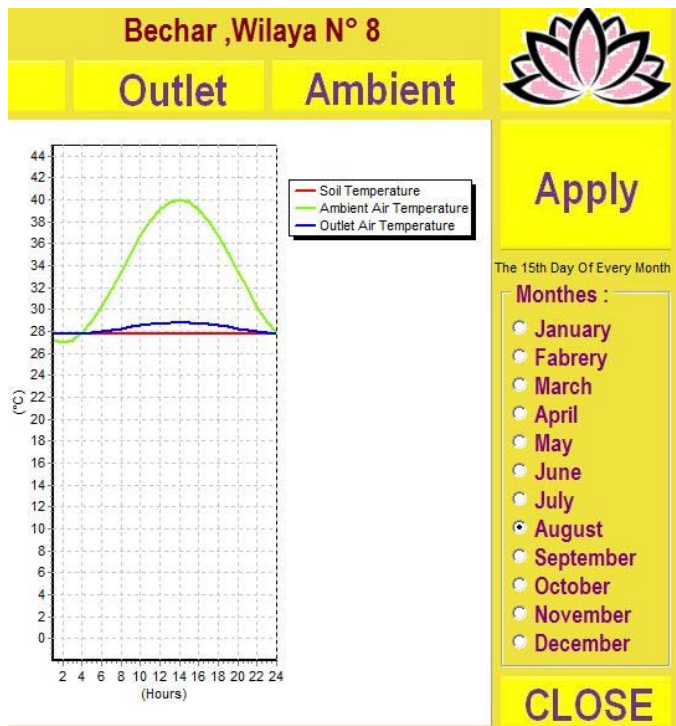 Bechar ,Wilaya N° 8
Outlet
Ambient
44
42
40
38
36
34
32
30
28
26
24
22
20
18
16
14
12
10
8
6
4
2
0
(°C)
2 4 6 8 10 12 14 16 18 20 22 24
(Hours)
Soil Temperature
Ambient Air Temperature
Outlet Air Temperature
Apply
The 15th Day Of Every Month
Monthes :
January
Fabrery
March
April
May
June
July
August
September
October
November
December
CLOSE